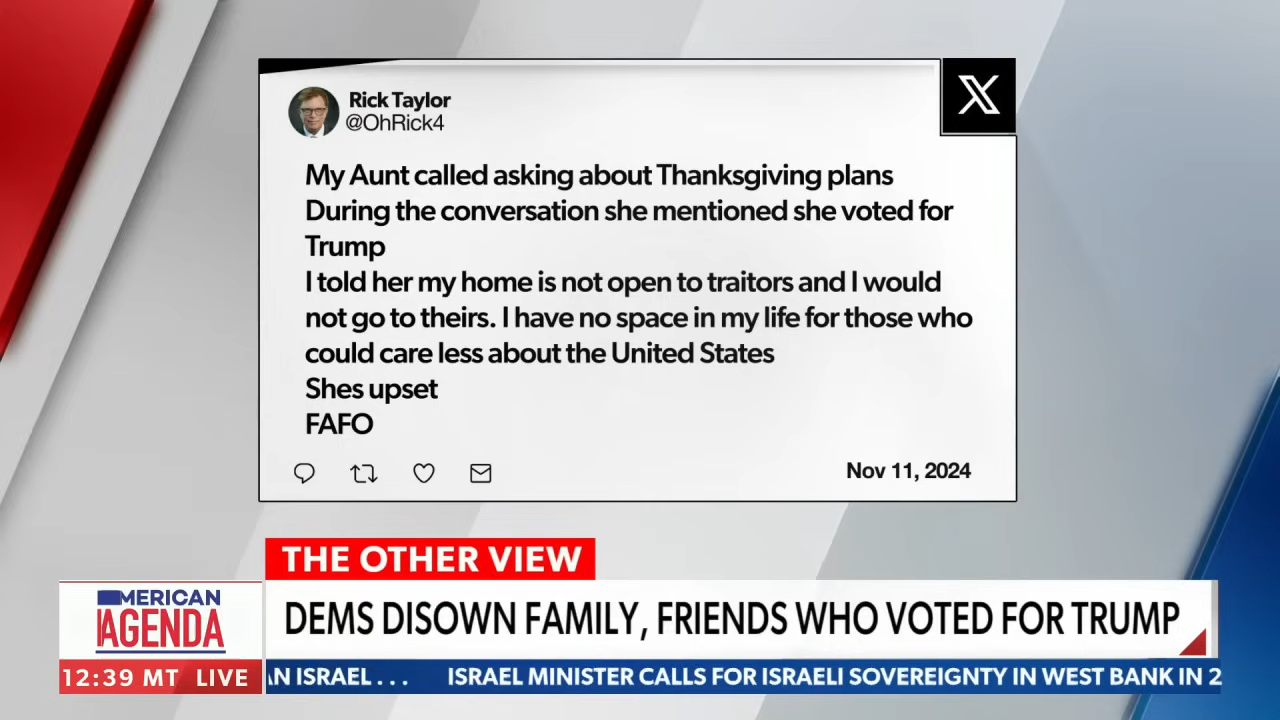 Rick Taylor
@OhRick4
X
My Aunt called asking about Thanksgiving plans
During the conversation she mentioned she voted for
Trump
I told her my home is not open to traitors and I would
not go to theirs. I have no space in my life for those who
could care less about the United States
Shes upset
FAFO
Nov 11, 2024
THE OTHER VIEW
DEMS DISOWN FAMILY, FRIENDS WHO VOTED FOR TRUMP
AMERICAN
AGENDA
12:39 MT LIVE
AN ISRAEL . . . ISRAEL MINISTER CALLS FOR ISRAELI SOVEREIGNTY IN WEST BANK IN 2